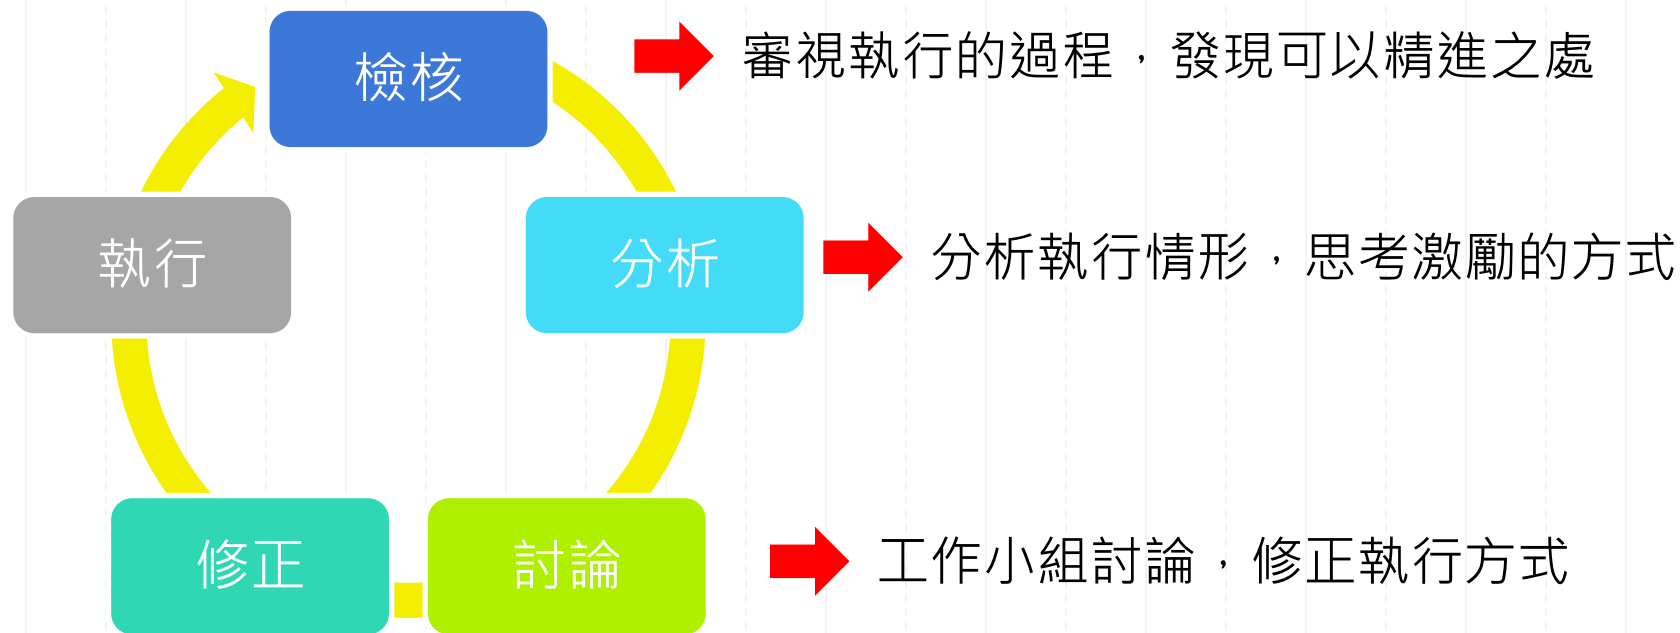 檢核
審視執行的過程，發現可以精進之處
執行
分析
分析執行情形，思考激勵的方式
修正
討論
工作小組討論，修正執行方式